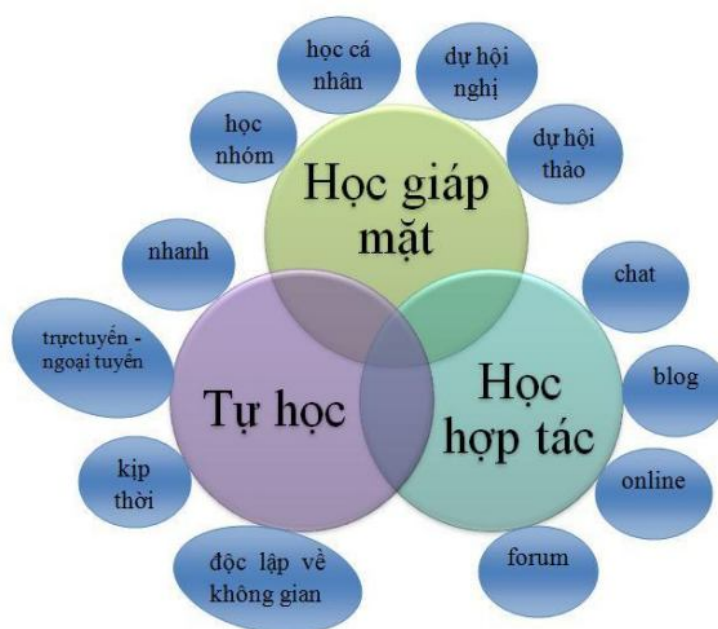 học cá
nhân
dự hội
nghị
học
nhóm
dự hội
thảo
Học giáp
mặt
nhanh
chat
trựctuyến -
ngoại tuyến
blog
Tự học
Học
hợp tác
kịp
thời
online
độc lập về
không gian
forum